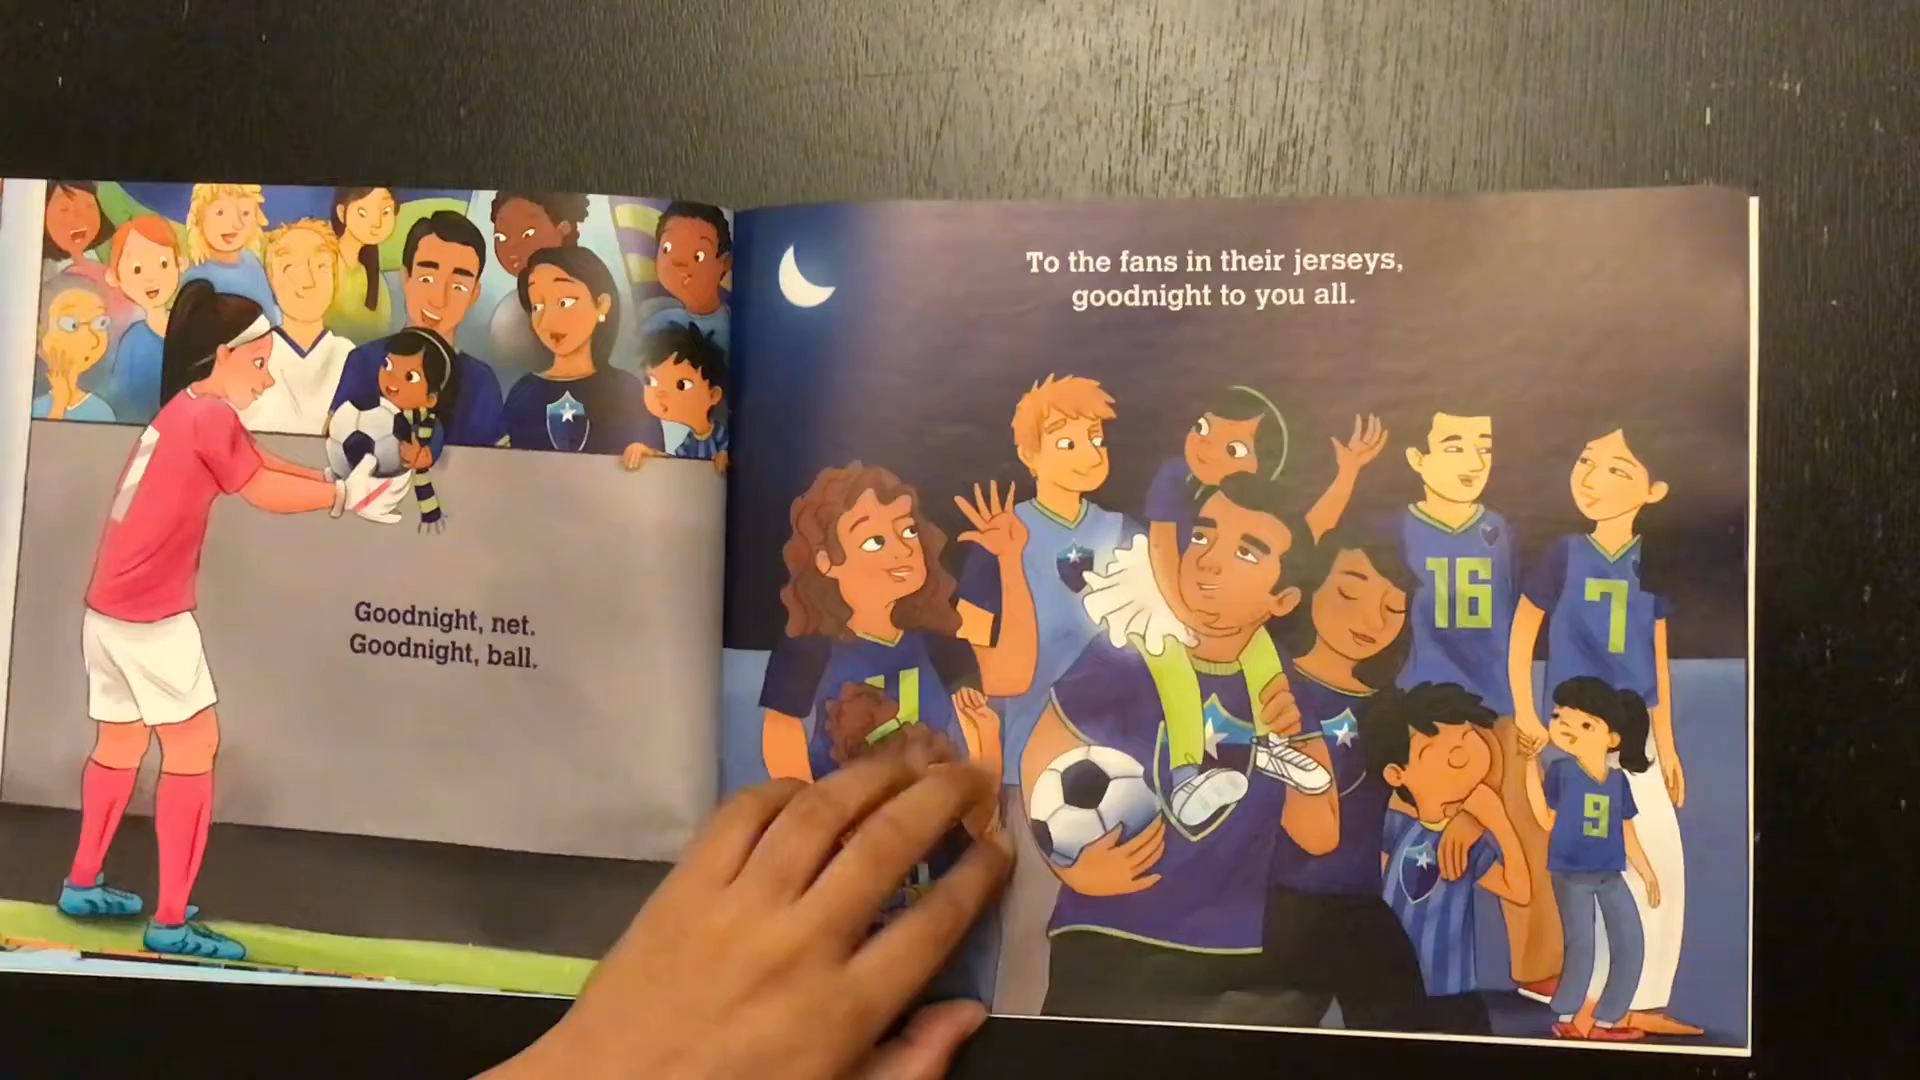 Goodnight, net.
Goodnight, ball.
To the fans in their jerseys,
goodnight to you all.
16
7
9